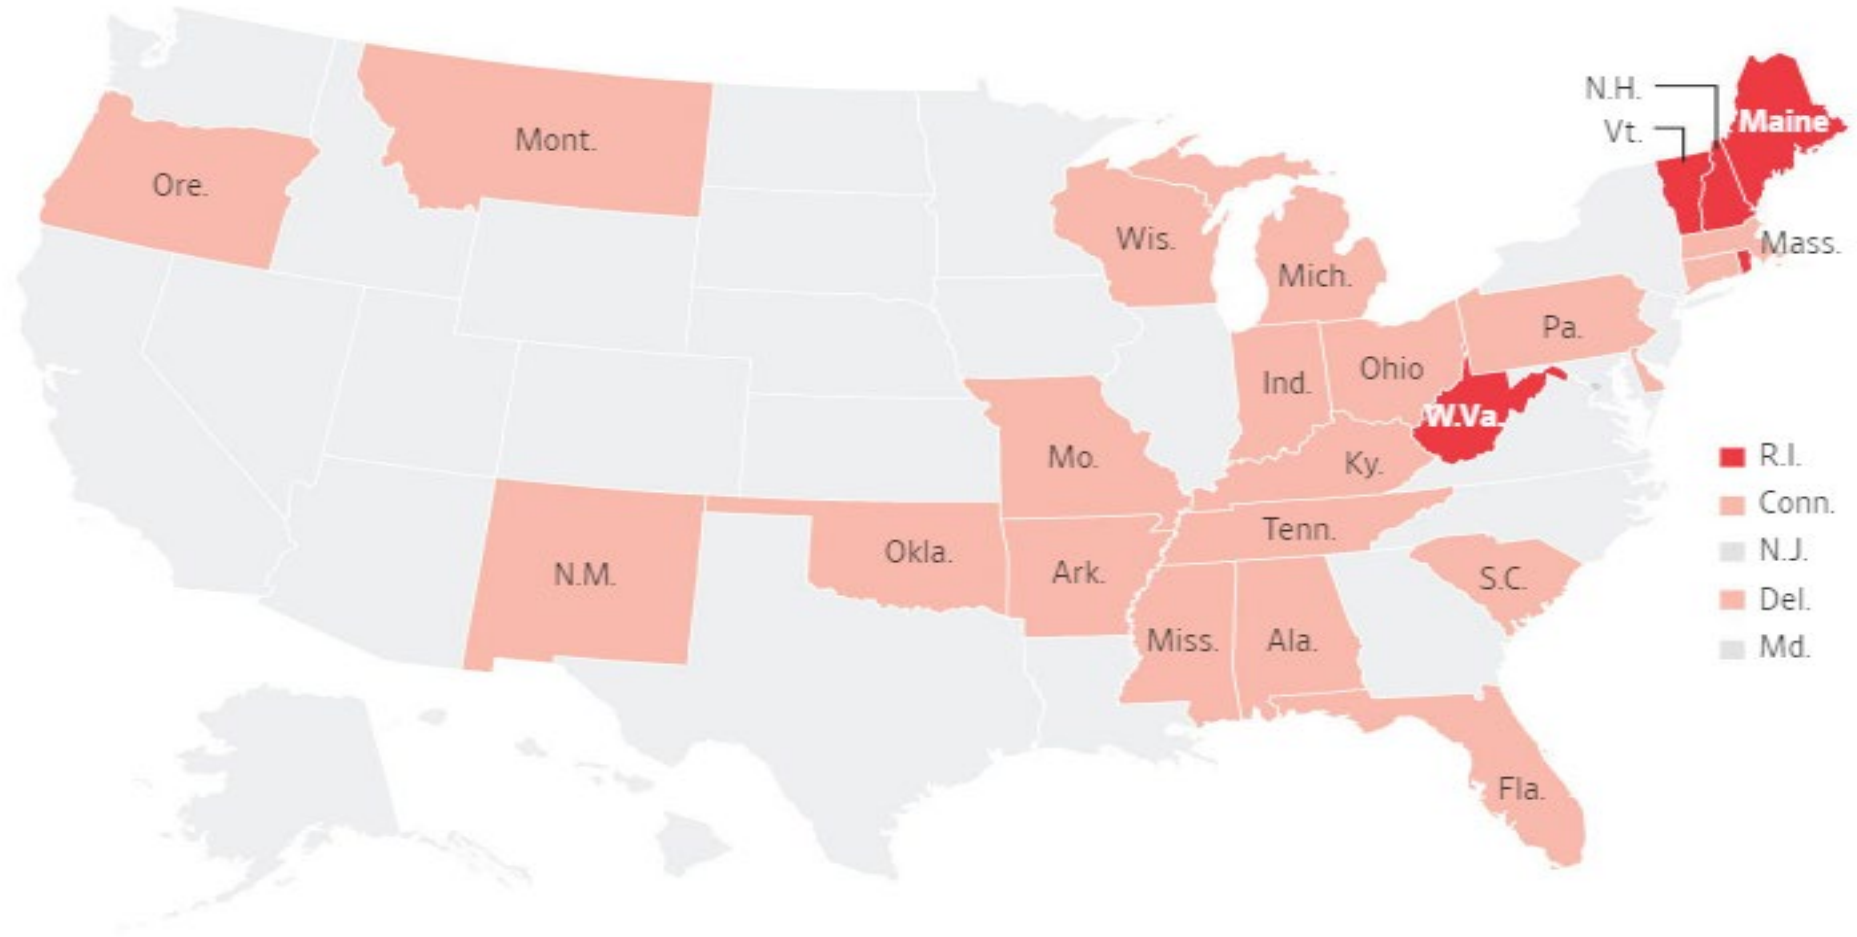 N.H.
Maine
Vt.
Mont.
Ore.
Wis.
Mass.
Mich.
Pa.
Ohio
Ind.
W.Va.
Mo.
Ky.
R.I.
Conn.
Tenn.
Okla.
N.J.
Ark.
N.M.
S.C.
Del.
Miss.
Ala.
Md.
Fla.